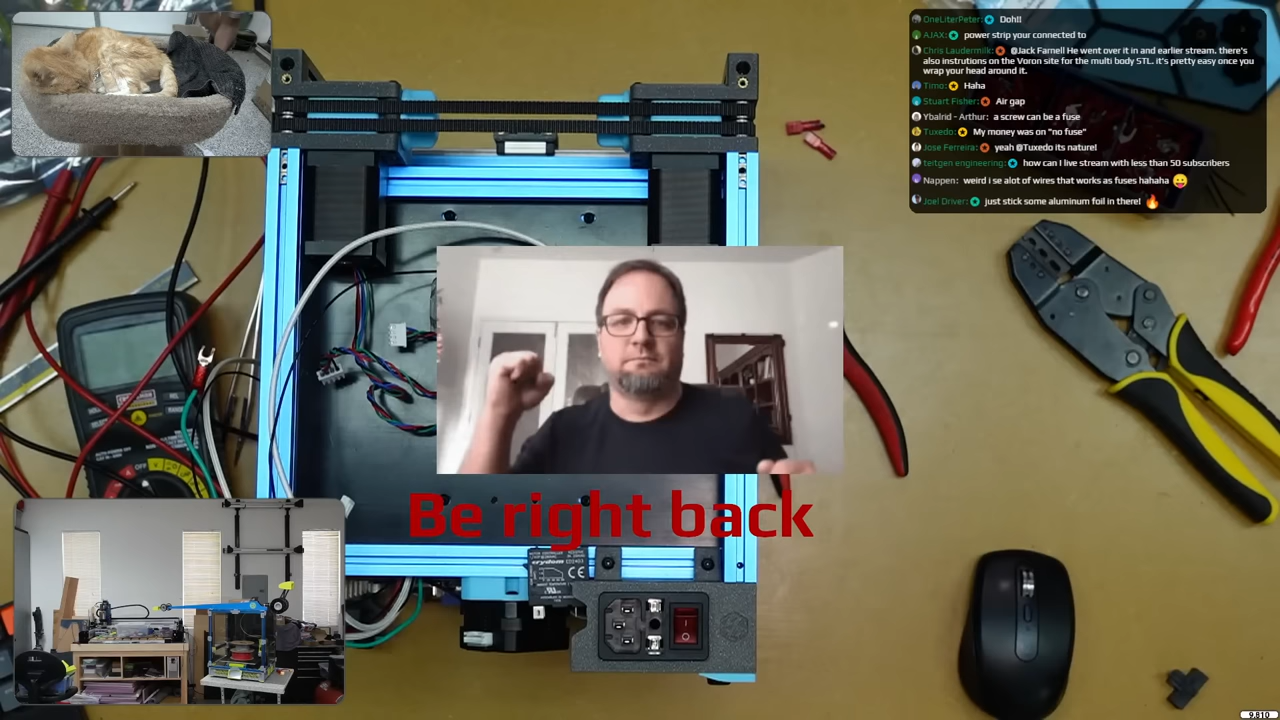 OneLiterPeter: Doh!!
AJAX: power strip your connected to
Chris Laudermilk: @Jack Farnell He went over it in and earlier stream. there's
also instrutions on the Voron site for the multi body STL. it's pretty easy once you
wrap your head around it.
Timo: Haha
Stuart Fisher: Air gap
Ybalrid - Arthur: a screw can be a fuse
Tuxedo: My money was on "no fuse"
Jose Ferreira: yeah @Tuxedo its nature!
teitgen engineering: how can I live stream with less than 50 subscribers
Nappen: weird i se alot of wires that works as fuses hahaha 😛
Joel Driver: just stick some aluminum foil in there! 🔥
Be right back
crydom
OFF
9,810